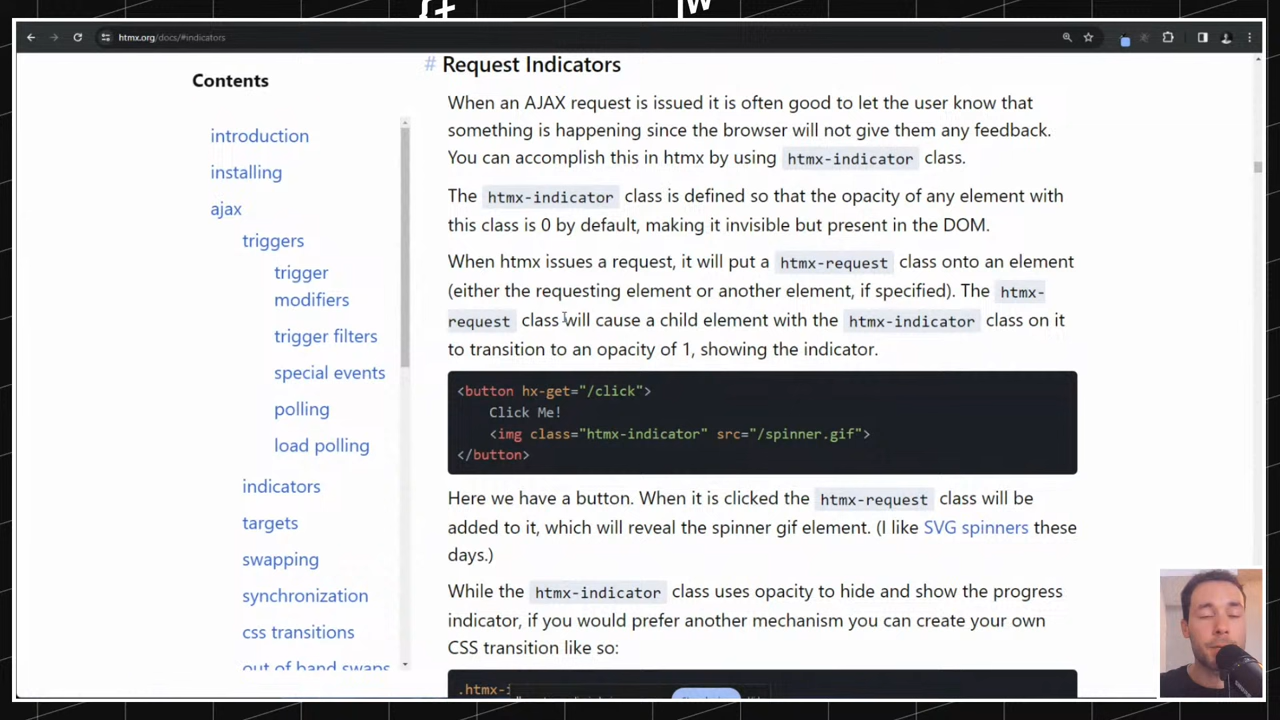 {+
w
htmx.org/docs/#indicators
Contents
introduction
installing
ajax
triggers
trigger
modifiers
trigger filters
special events
polling
load polling
indicators
targets
swapping
synchronization
css transitions
out of band swaps
# Request Indicators
When an AJAX request is issued it is often good to let the user know that
something is happening since the browser will not give them any feedback.
You can accomplish this in htmx by using htmx-indicator class.
The htmx-indicator class is defined so that the opacity of any element with
this class is 0 by default, making it invisible but present in the DOM.
When htmx issues a request, it will put a htmx-request class onto an element
(either the requesting element or another element, if specified). The htmx-
request class will cause a child element with the htmx-indicator class on it
to transition to an opacity of 1, showing the indicator.
<button hx-get="/click">
Click Me!
<img class="htmx-indicator" src="/spinner.gif">
</button>
Here we have a button. When it is clicked the htmx-request class will be
added to it, which will reveal the spinner gif element. (I like SVG spinners these
days.)
While the htmx-indicator class uses opacity to hide and show the progress
indicator, if you would prefer another mechanism you can create your own
CSS transition like so:
.htmx-i